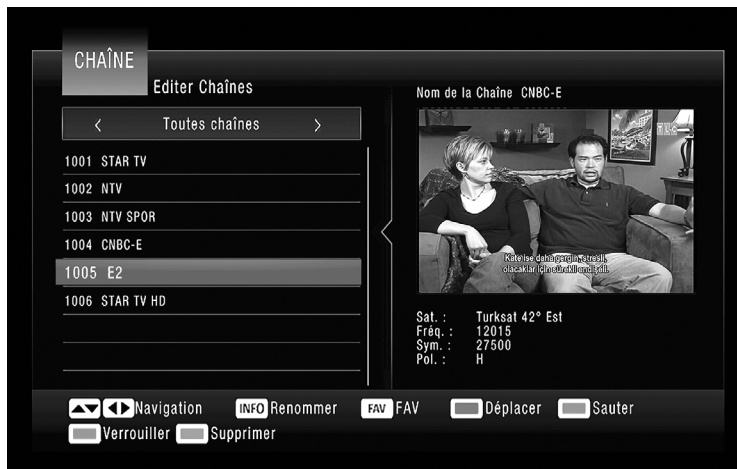 CHAÎNE
Editer Chaînes
Toutes chaînes
1001 STAR TV
1002 NTV
1003 NTV SPOR
1004 CNBC-E
1005 E2
1006 STAR TV HD
Nom de la Chaîne CNBC-E
Kate ise daha gergin, stresli,
olacaklar için sürekli endişeli.
Sat. : Turksat 42° Est
Fréq. : 12015
Sym. : 27500
Pol. : H
Navigation INFO Renommer FAV FAV Déplacer Sauter
Verrouiller Supprimer